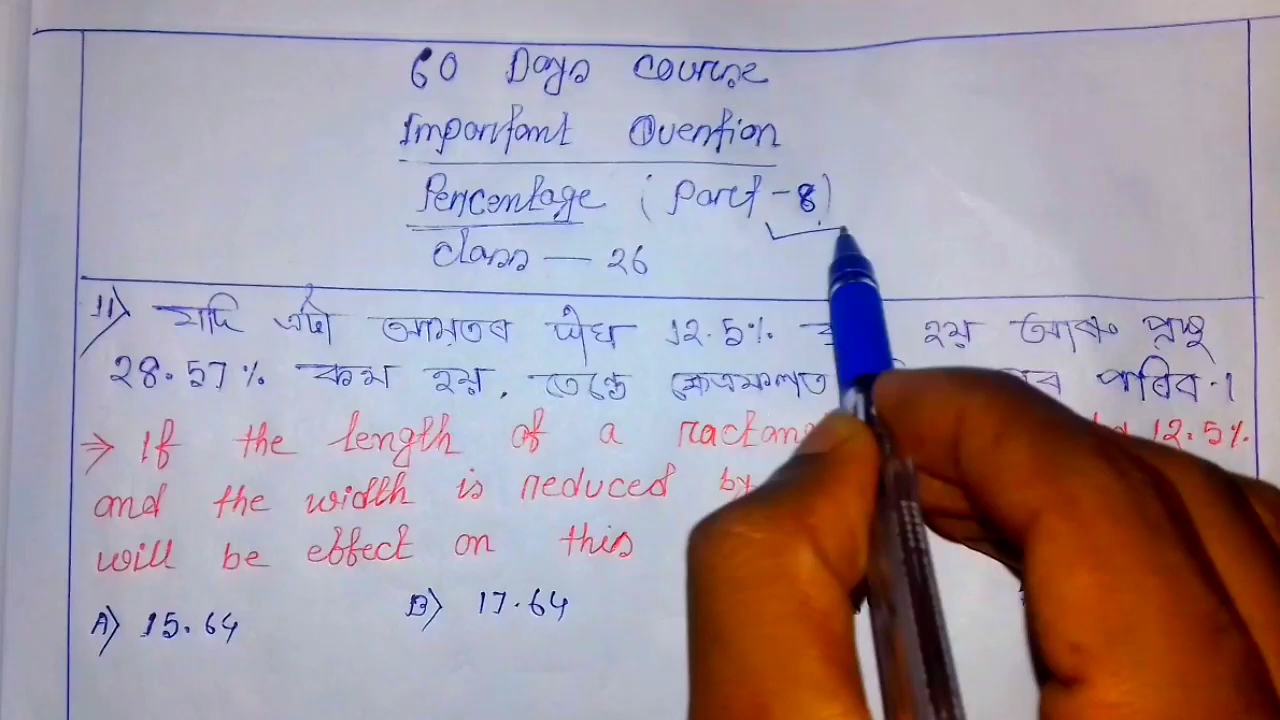 60 Days Course
Important Question
Percentage (Part-8)
Class — 26
11) যদি এটা আয়তৰ দীঘ 12.5% হয় আৰু প্ৰস্থ
28.57% কম হয়, তেন্তে ক্ষেত্ৰফলত পৰিব।
⇒ If the length of a 12.5%
and the width is reduced by
will be effect on this
A) 15.64 B) 17.64